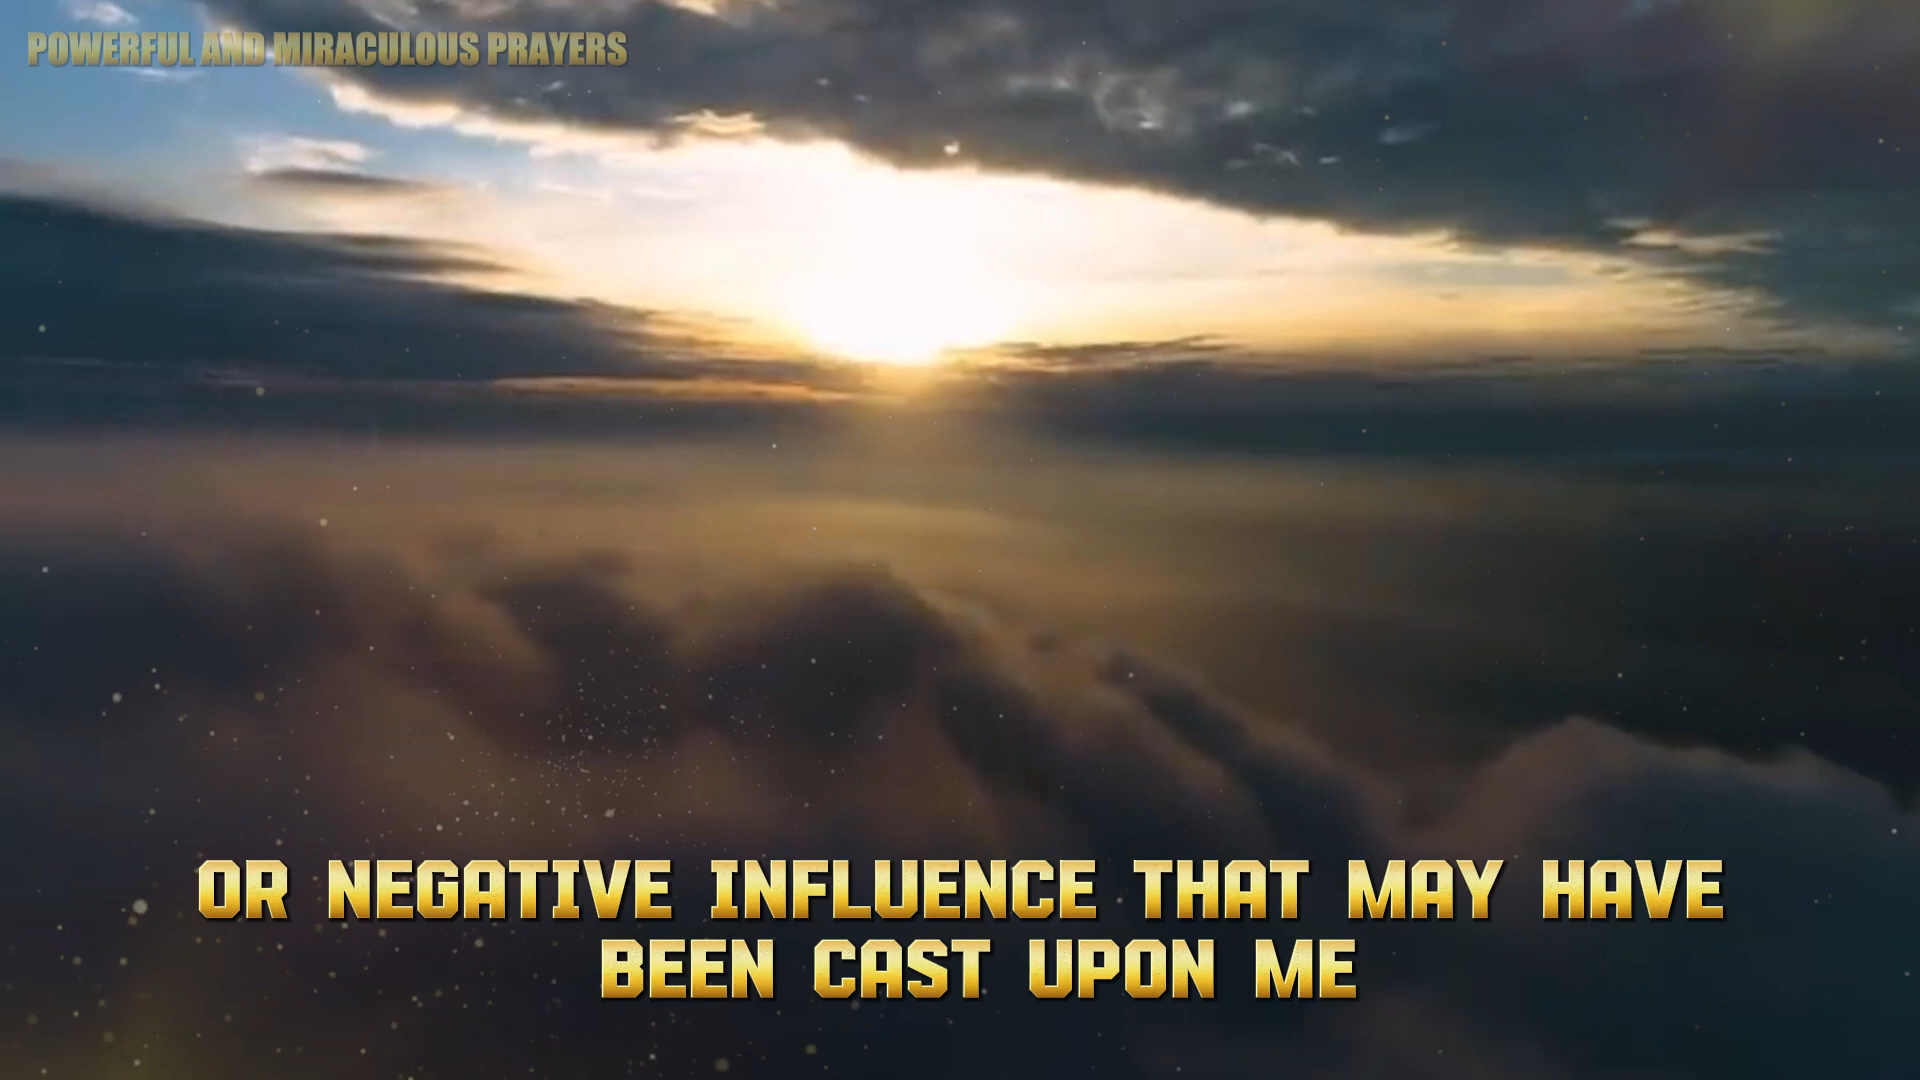 POWERFUL AND MIRACULOUS PRAYERS
OR NEGATIVE INFLUENCE THAT MAY HAVE
BEEN CAST UPON ME